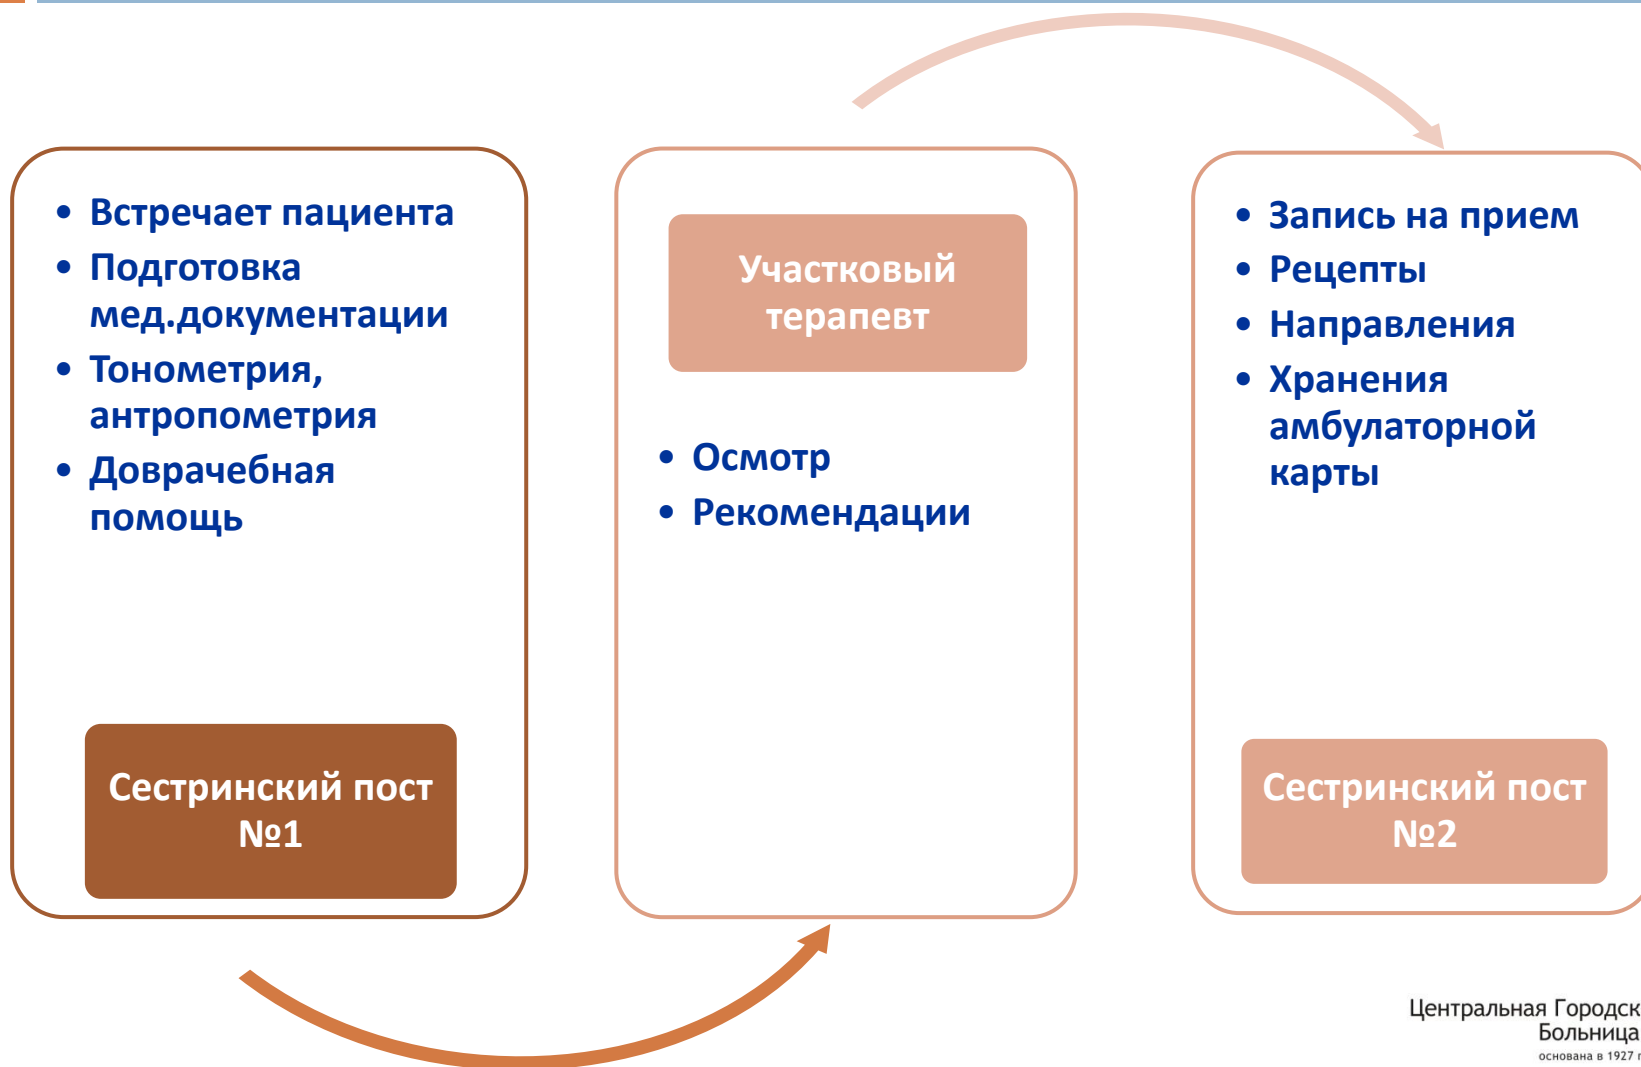 • Встречает пациента
• Подготовка
мед.документации
• Тонометрия,
антропометрия
• Доврачебная
помощь
Сестринский пост
№1
Участковый
терапевт
• Осмотр
• Рекомендации
• Запись на прием
• Рецепты
• Направления
• Хранения
амбулаторной
карты
Сестринский пост
№2
Центральная Городск
Больница
основана в 1927 г